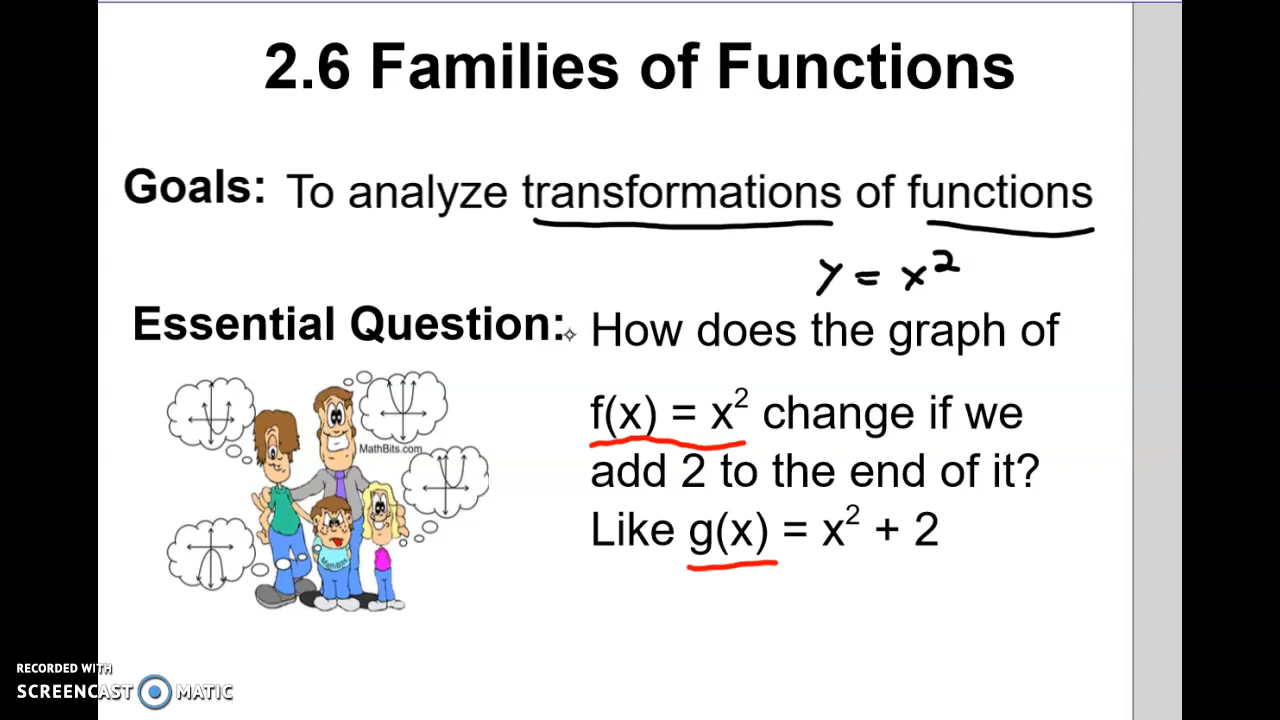 2.6 Families of Functions
Goals: To analyze transformations of functions
y = x²
Essential Question: How does the graph of
f(x) = x² change if we
add 2 to the end of it?
Like g(x) = x² + 2
MathBits.com
MathBits
RECORDED WITH
SCREENCAST MATIC